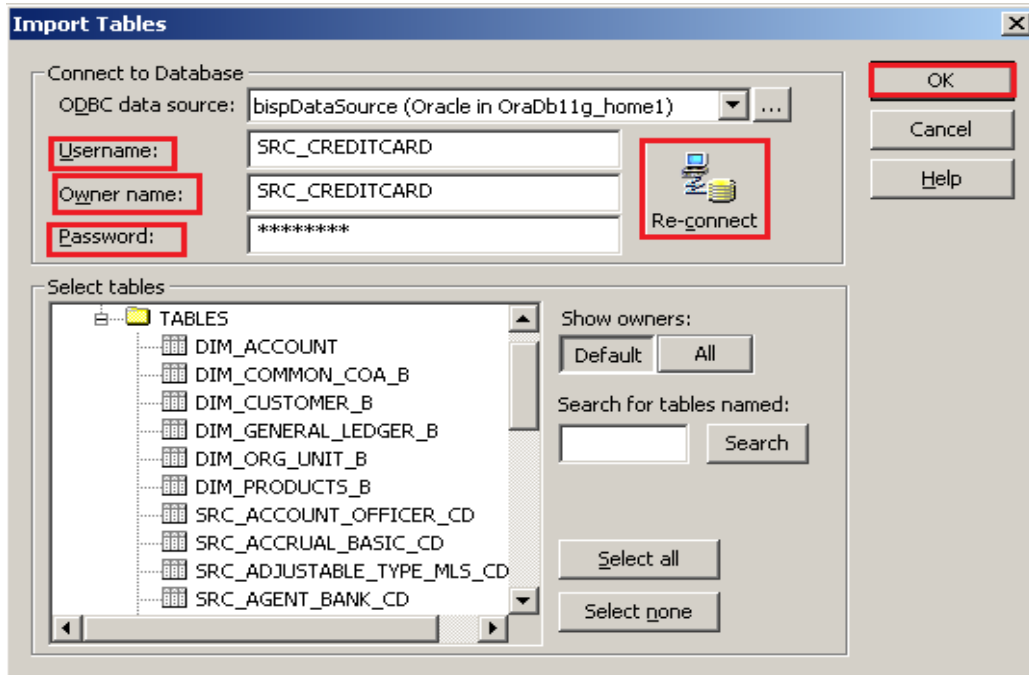 Import Tables
Connect to Database
ODBC data source: bispDataSource (Oracle in OraDb11g_home1) ...
Username: SRC_CREDITCARD
Owner name: SRC_CREDITCARD
Password: ********
Re-connect
OK
Cancel
Help
Select tables
TABLES
DIM_ACCOUNT
DIM_COMMON_COA_B
DIM_CUSTOMER_B
DIM_GENERAL_LEDGER_B
DIM_ORG_UNIT_B
DIM_PRODUCTS_B
SRC_ACCOUNT_OFFICER_CD
SRC_ACCRUAL_BASIC_CD
SRC_ADJUSTABLE_TYPE_MLS_CD
SRC_AGENT_BANK_CD
Show owners:
Default All
Search for tables named:
Search
Select all
Select none